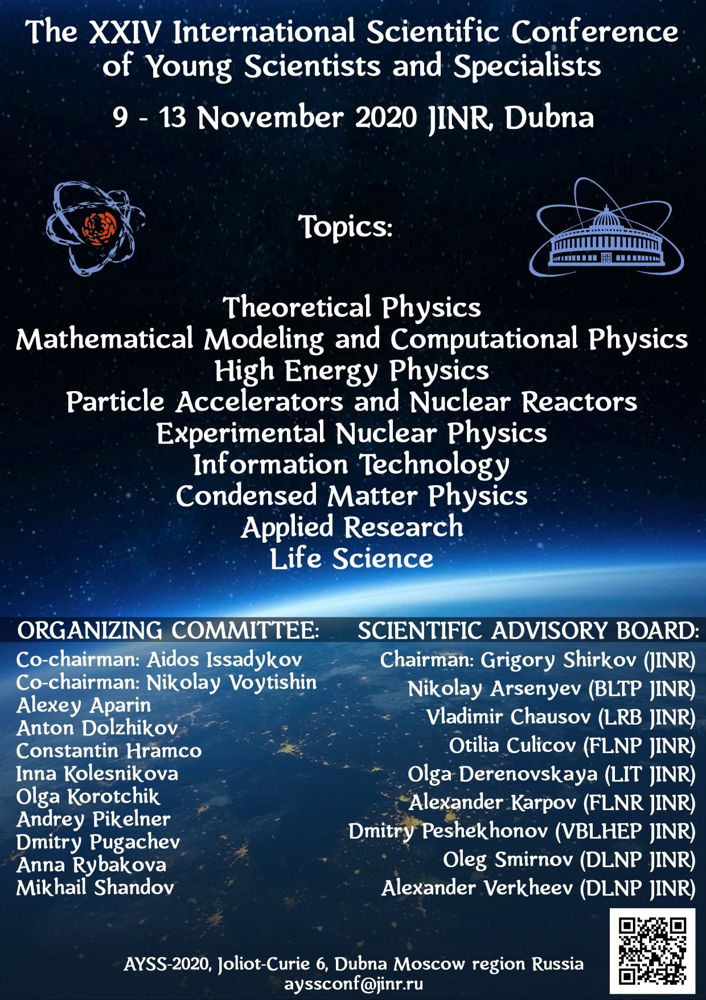 The XXIV International Scientific Conference
of Young Scientists and Specialists
9 - 13 November 2020 JINR, Dubna
Topics:
Theoretical Physics
Mathematical Modeling and Computational Physics
High Energy Physics
Particle Accelerators and Nuclear Reactors
Experimental Nuclear Physics
Information Technology
Condensed Matter Physics
Applied Research
Life Science
ORGANIZING COMMITTEE:
Co-chairman: Aidos Issadykov
Co-chairman: Nikolay Voytishin
Alexey Aparin
Anton Dolzhikov
Constantin Hramco
Inna Kolesnikova
Olga Korotchik
Andrey Pikelner
Dmitry Pugachev
Anna Rybakova
Mikhail Shandov
SCIENTIFIC ADVISORY BOARD:
Chairman: Grigory Shirkov (JINR)
Nikolay Arsenyev (BLTP JINR)
Vladimir Chausov (LRB JINR)
Otilia Culicov (FLNP JINR)
Olga Derenovskaya (LIT JINR)
Alexander Karpov (FLNR JINR)
Dmitry Peshekhonov (VBLHEP JINR)
Oleg Smirnov (DLNP JINR)
Alexander Verkheev (DLNP JINR)
AYSS-2020, Joliot-Curie 6, Dubna Moscow region Russia
ayssconf@jinr.ru